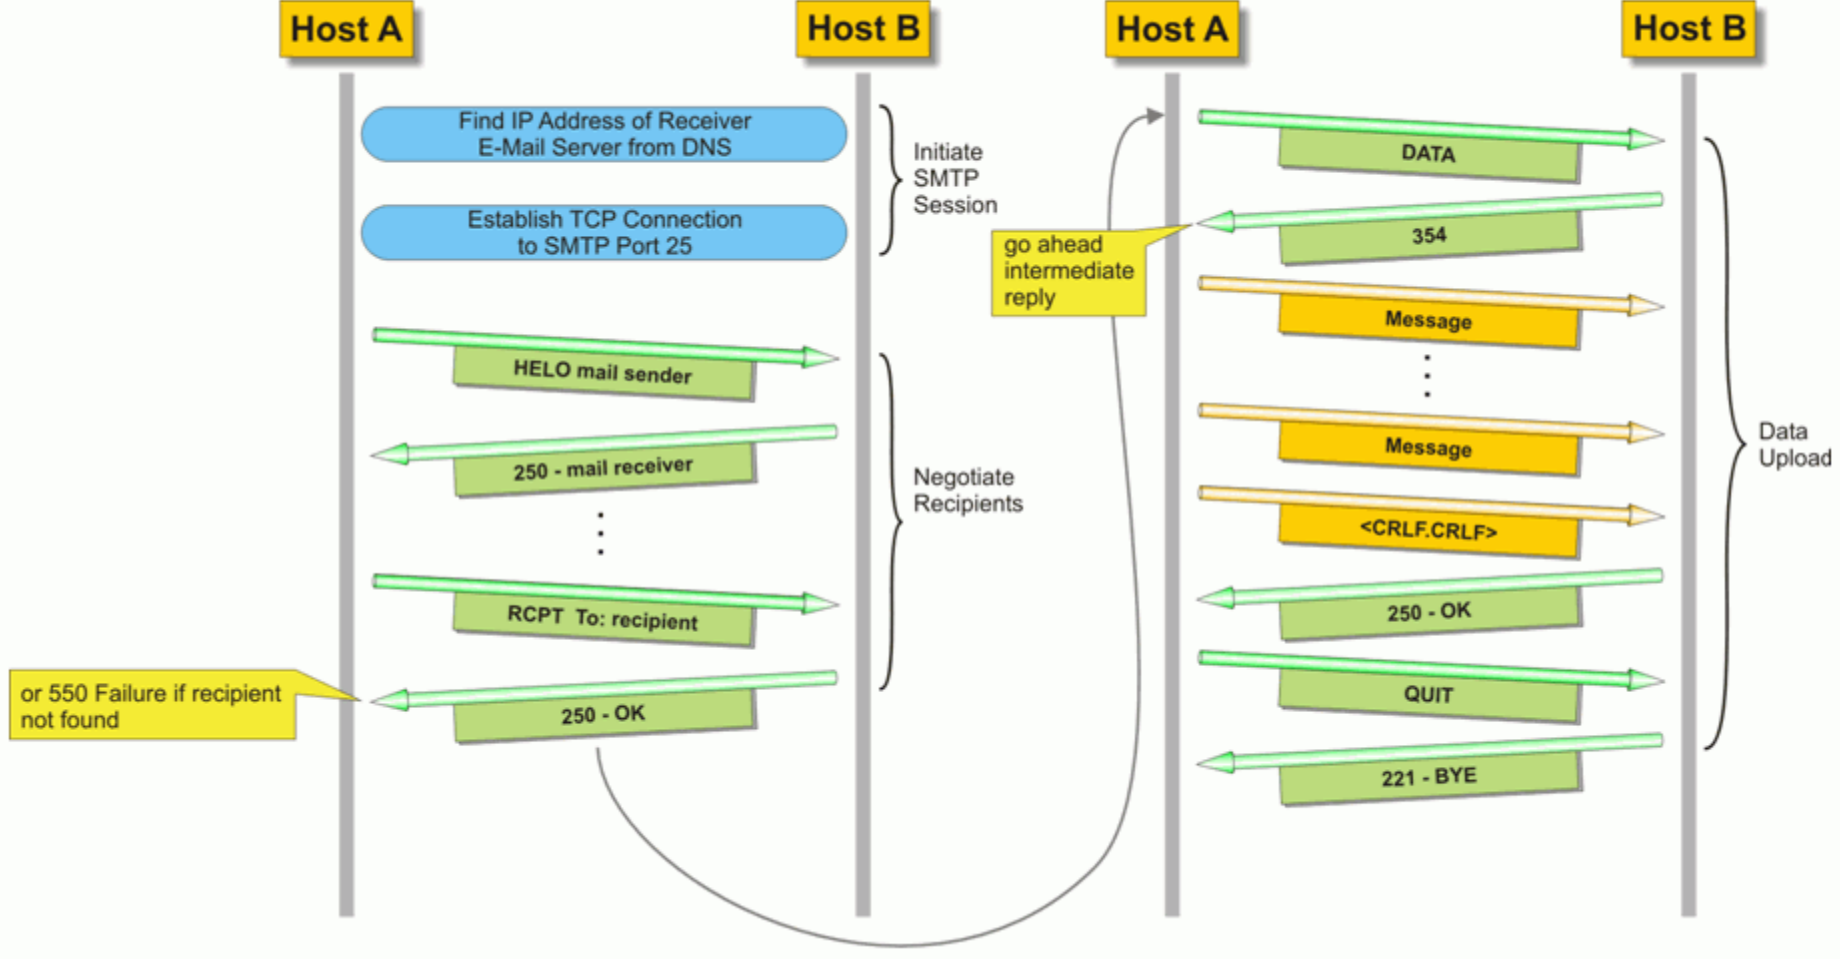 Host A
Host B
Find IP Address of Receiver
E-Mail Server from DNS
Establish TCP Connection
to SMTP Port 25
Initiate
SMTP
Session
HELO mail sender
250 - mail receiver
RCPT To: recipient
250 - OK
Negotiate
Recipients
or 550 Failure if recipient
not found
Host A
Host B
DATA
354
go ahead
intermediate
reply
Message
Message
<CRLF.CRLF>
250 - OK
QUIT
221 - BYE
Data
Upload